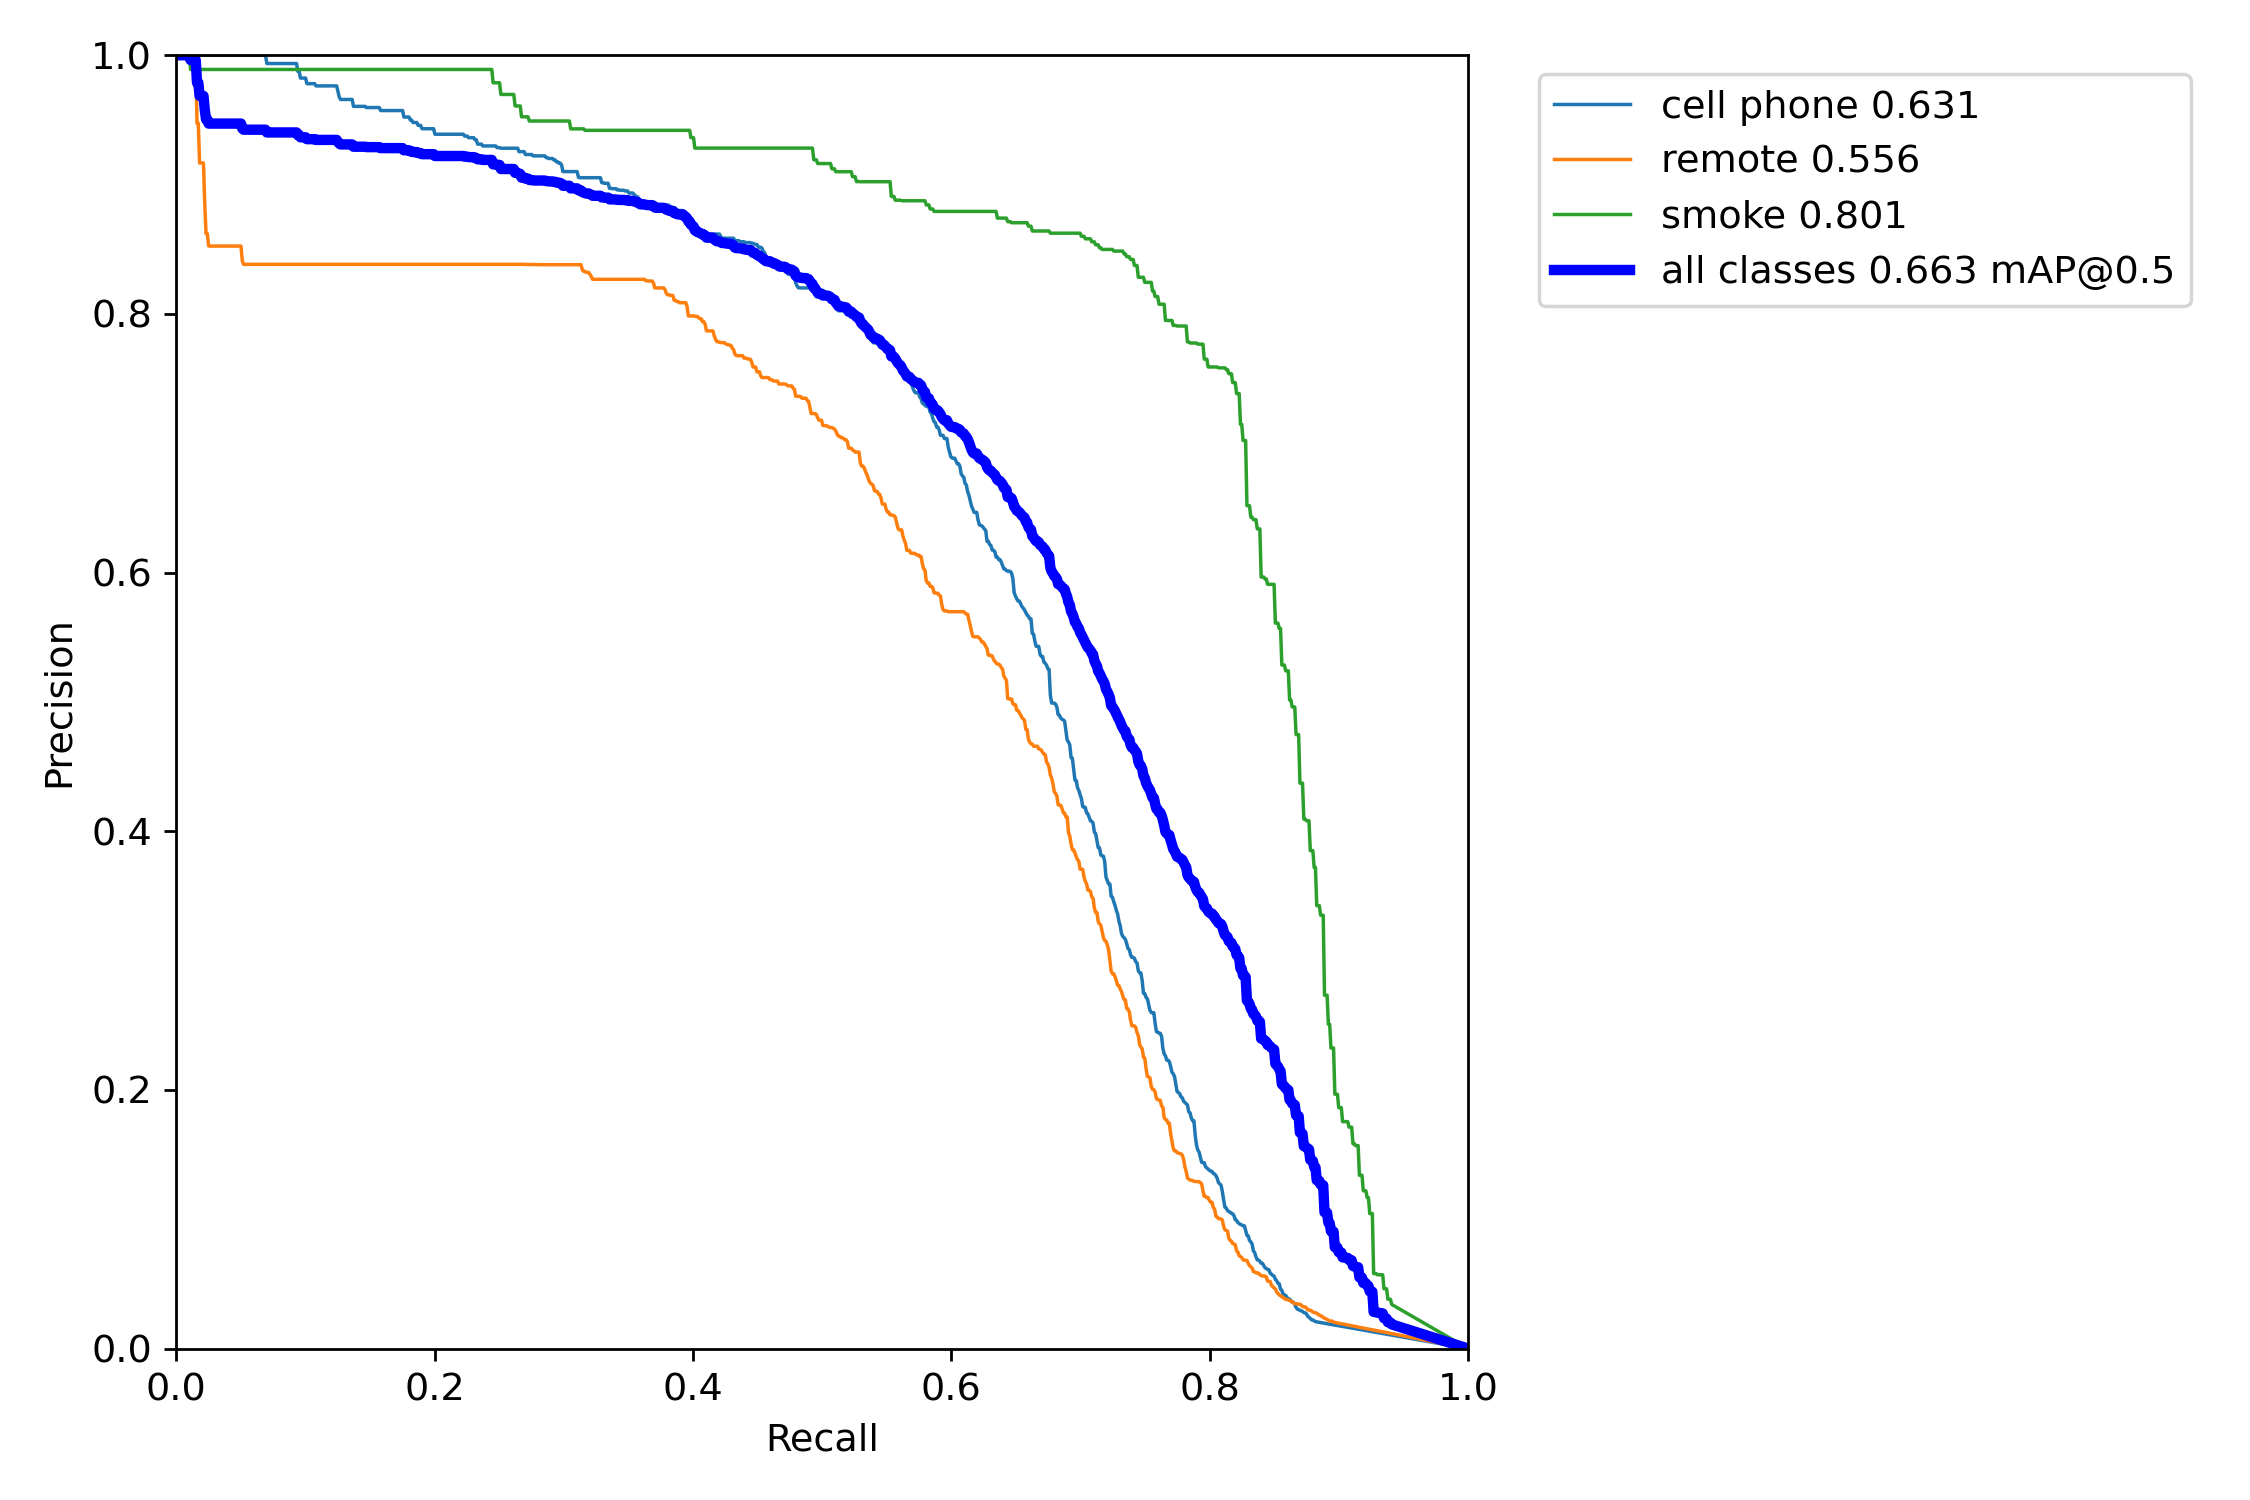 1.0
0.8
0.6
0.4
0.2
0.0
Precision
0.0 0.2 0.4 0.6 0.8 1.0
Recall
cell phone 0.631
remote 0.556
smoke 0.801
all classes 0.663 mAP@0.5